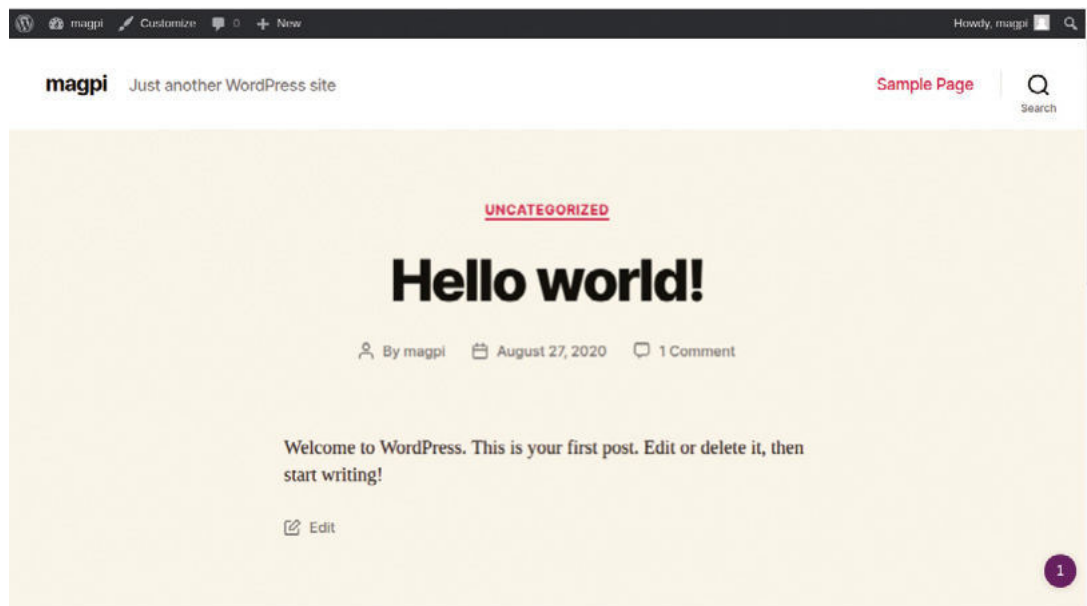 magpi Customize 0 New Howdy, magpi
magpi Just another WordPress site Sample Page
Search
UNCATEGORIZED
Hello world!
By magpi August 27, 2020 1 Comment
Welcome to WordPress. This is your first post. Edit or delete it, then
start writing!
Edit
1